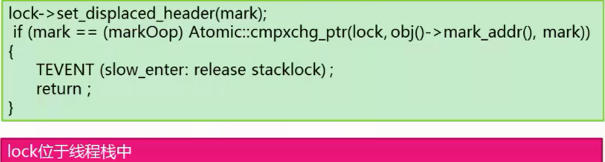 lock->set_displaced_header(mark);
if (mark == (markOop) Atomic::cmpxchg_ptr(lock, obj()->mark_addr(), mark))
{
TEVENT (slow_enter: release stacklock) ;
return ;
}
lock位于线程栈中